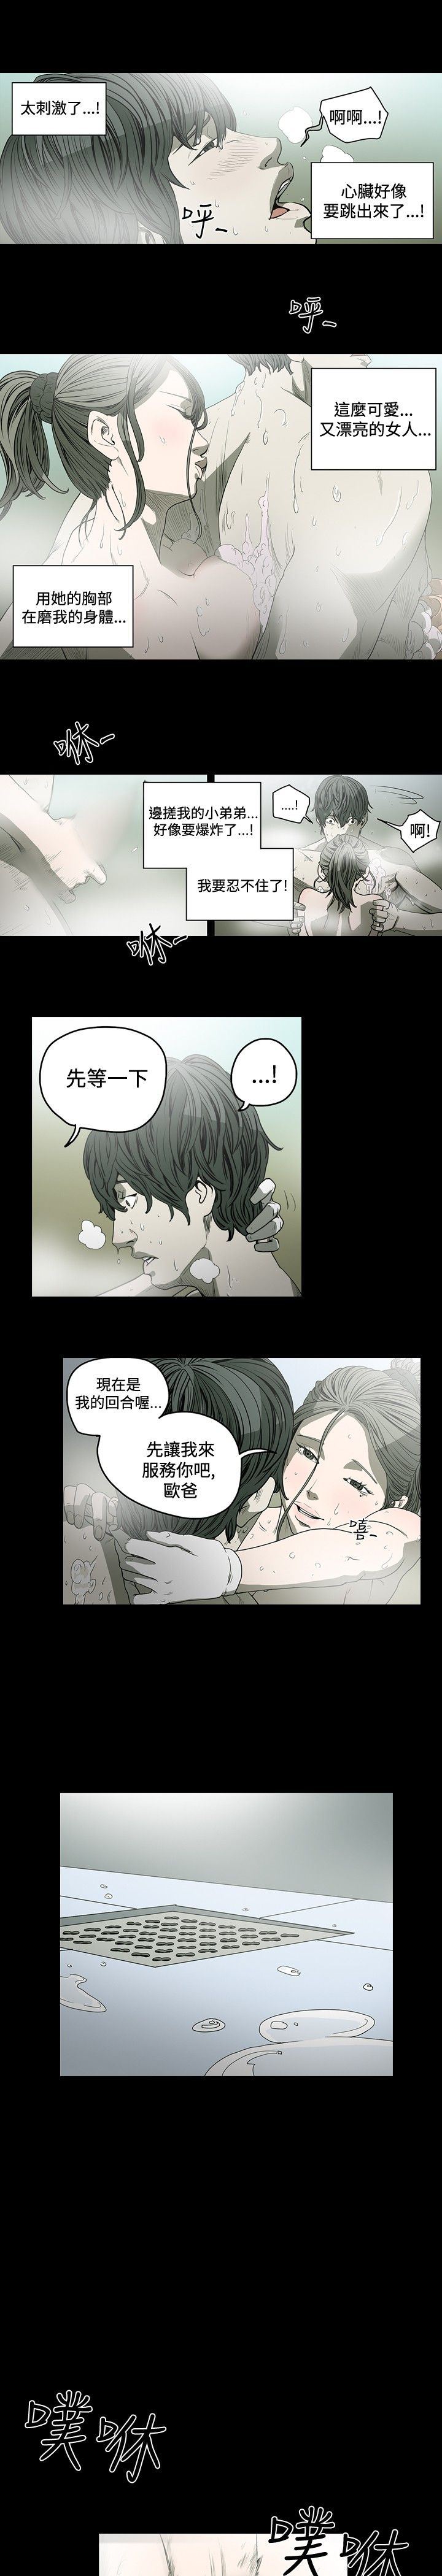 太刺激了...!
啊啊...!
心臟好像
要跳出來了...!
呼~
呼~
這麼可愛...
又漂亮的女人...
用她的胸部
在磨我的身體...
咻~
邊搓我的小弟弟...
好像要爆炸了...!
....!
啊!
我要忍不住了!
咻~
先等一下
...!
現在是
我的回合喔...
先讓我來
服務你吧,
歐爸
嘻~
噗咻
噗咻